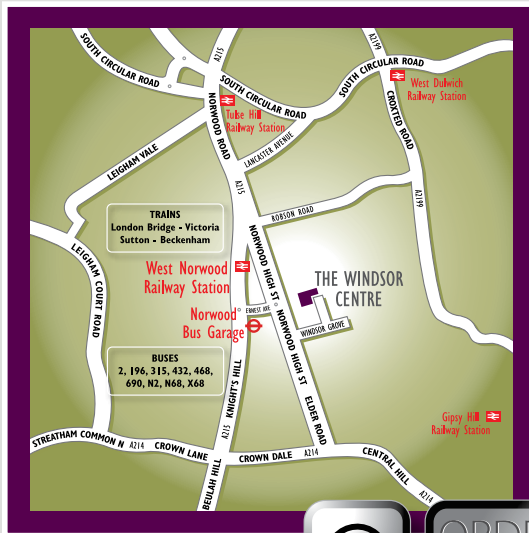 SOUTH CIRCULAR ROAD
A215
SOUTH CIRCULAR ROAD
SOUTH CIRCULAR ROAD
A2199
West Dulwich
Railway Station
Tulse Hill
Railway Station
NORWOOD ROAD
LANCASTER AVENUE
CROXTED ROAD
LEIGHAM VALE
A215
A2199
ROBSON ROAD
TRAINS
London Bridge - Victoria
Sutton - Beckenham
LEIGHAM COURT ROAD
NORWOOD HIGH ST
West Norwood
Railway Station
THE WINDSOR
CENTRE
Norwood
Bus Garage
ERNEST AVE
NORWOOD HIGH ST
WINDSOR GROVE
BUSES
2, 196, 315, 432, 468,
690, N2, N68, X68
KNIGHT'S HILL
A215
ELDER ROAD
Gipsy Hill
Railway Station
STREATHAM COMMON N
A214
CROWN LANE
CROWN DALE
A214
CENTRAL HILL
A214
BEULAH HILL